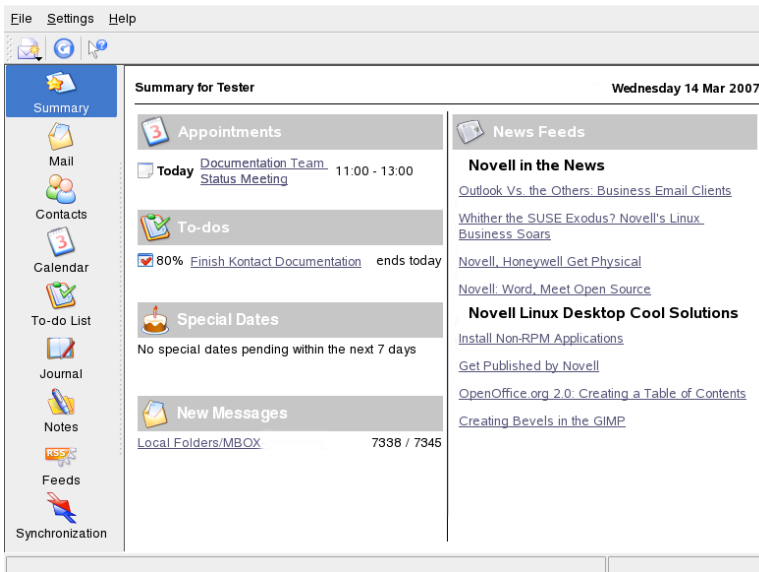 File Settings Help
Summary
Mail
Contacts
3
Calendar
To-do List
Journal
Notes
RSS
Feeds
Synchronization
Summary for Tester
Wednesday 14 Mar 2007
3 Appointments
Today Documentation Team
Status Meeting
11:00 - 13:00
To-dos
80% Finish Kontact Documentation ends today
Special Dates
No special dates pending within the next 7 days
New Messages
Local Folders/MBOX 7338 / 7345
News Feeds
Novell in the News
Outlook Vs. the Others: Business Email Clients
Whither the SUSE Exodus? Novell's Linux
Business Soars
Novell, Honeywell Get Physical
Novell: Word, Meet Open Source
Novell Linux Desktop Cool Solutions
Install Non-RPM Applications
Get Published by Novell
OpenOffice.org 2.0: Creating a Table of Contents
Creating Bevels in the GIMP